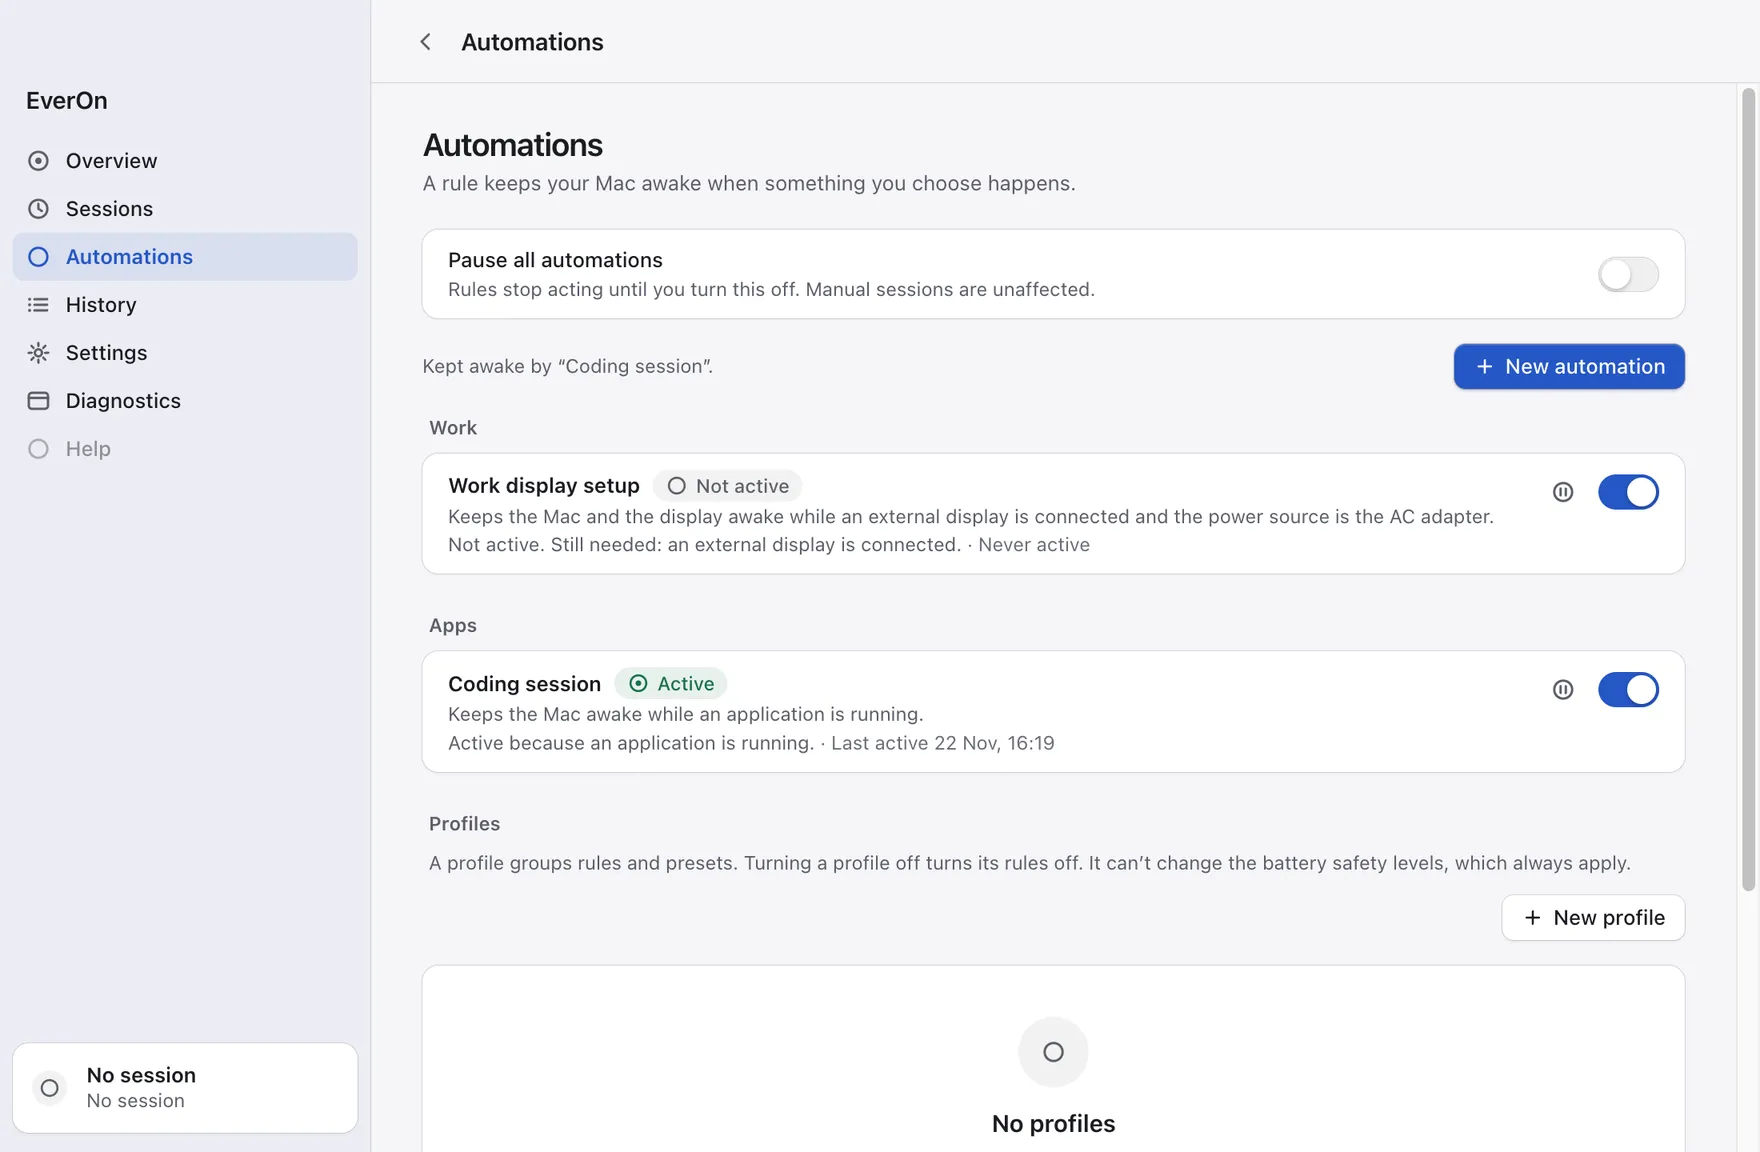 Automations
EverOn
Overview
Sessions
Automations
History
Settings
Diagnostics
Help
No session
No session
Automations
A rule keeps your Mac awake when something you choose happens.
Pause all automations
Rules stop acting until you turn this off. Manual sessions are unaffected.
Kept awake by “Coding session”.
+ New automation
Work
Work display setup Not active
Keeps the Mac and the display awake while an external display is connected and the power source is the AC adapter.
Not active. Still needed: an external display is connected. · Never active
Apps
Coding session Active
Keeps the Mac awake while an application is running.
Active because an application is running. · Last active 22 Nov, 16:19
Profiles
A profile groups rules and presets. Turning a profile off turns its rules off. It can’t change the battery safety levels, which always apply.
+ New profile
No profiles